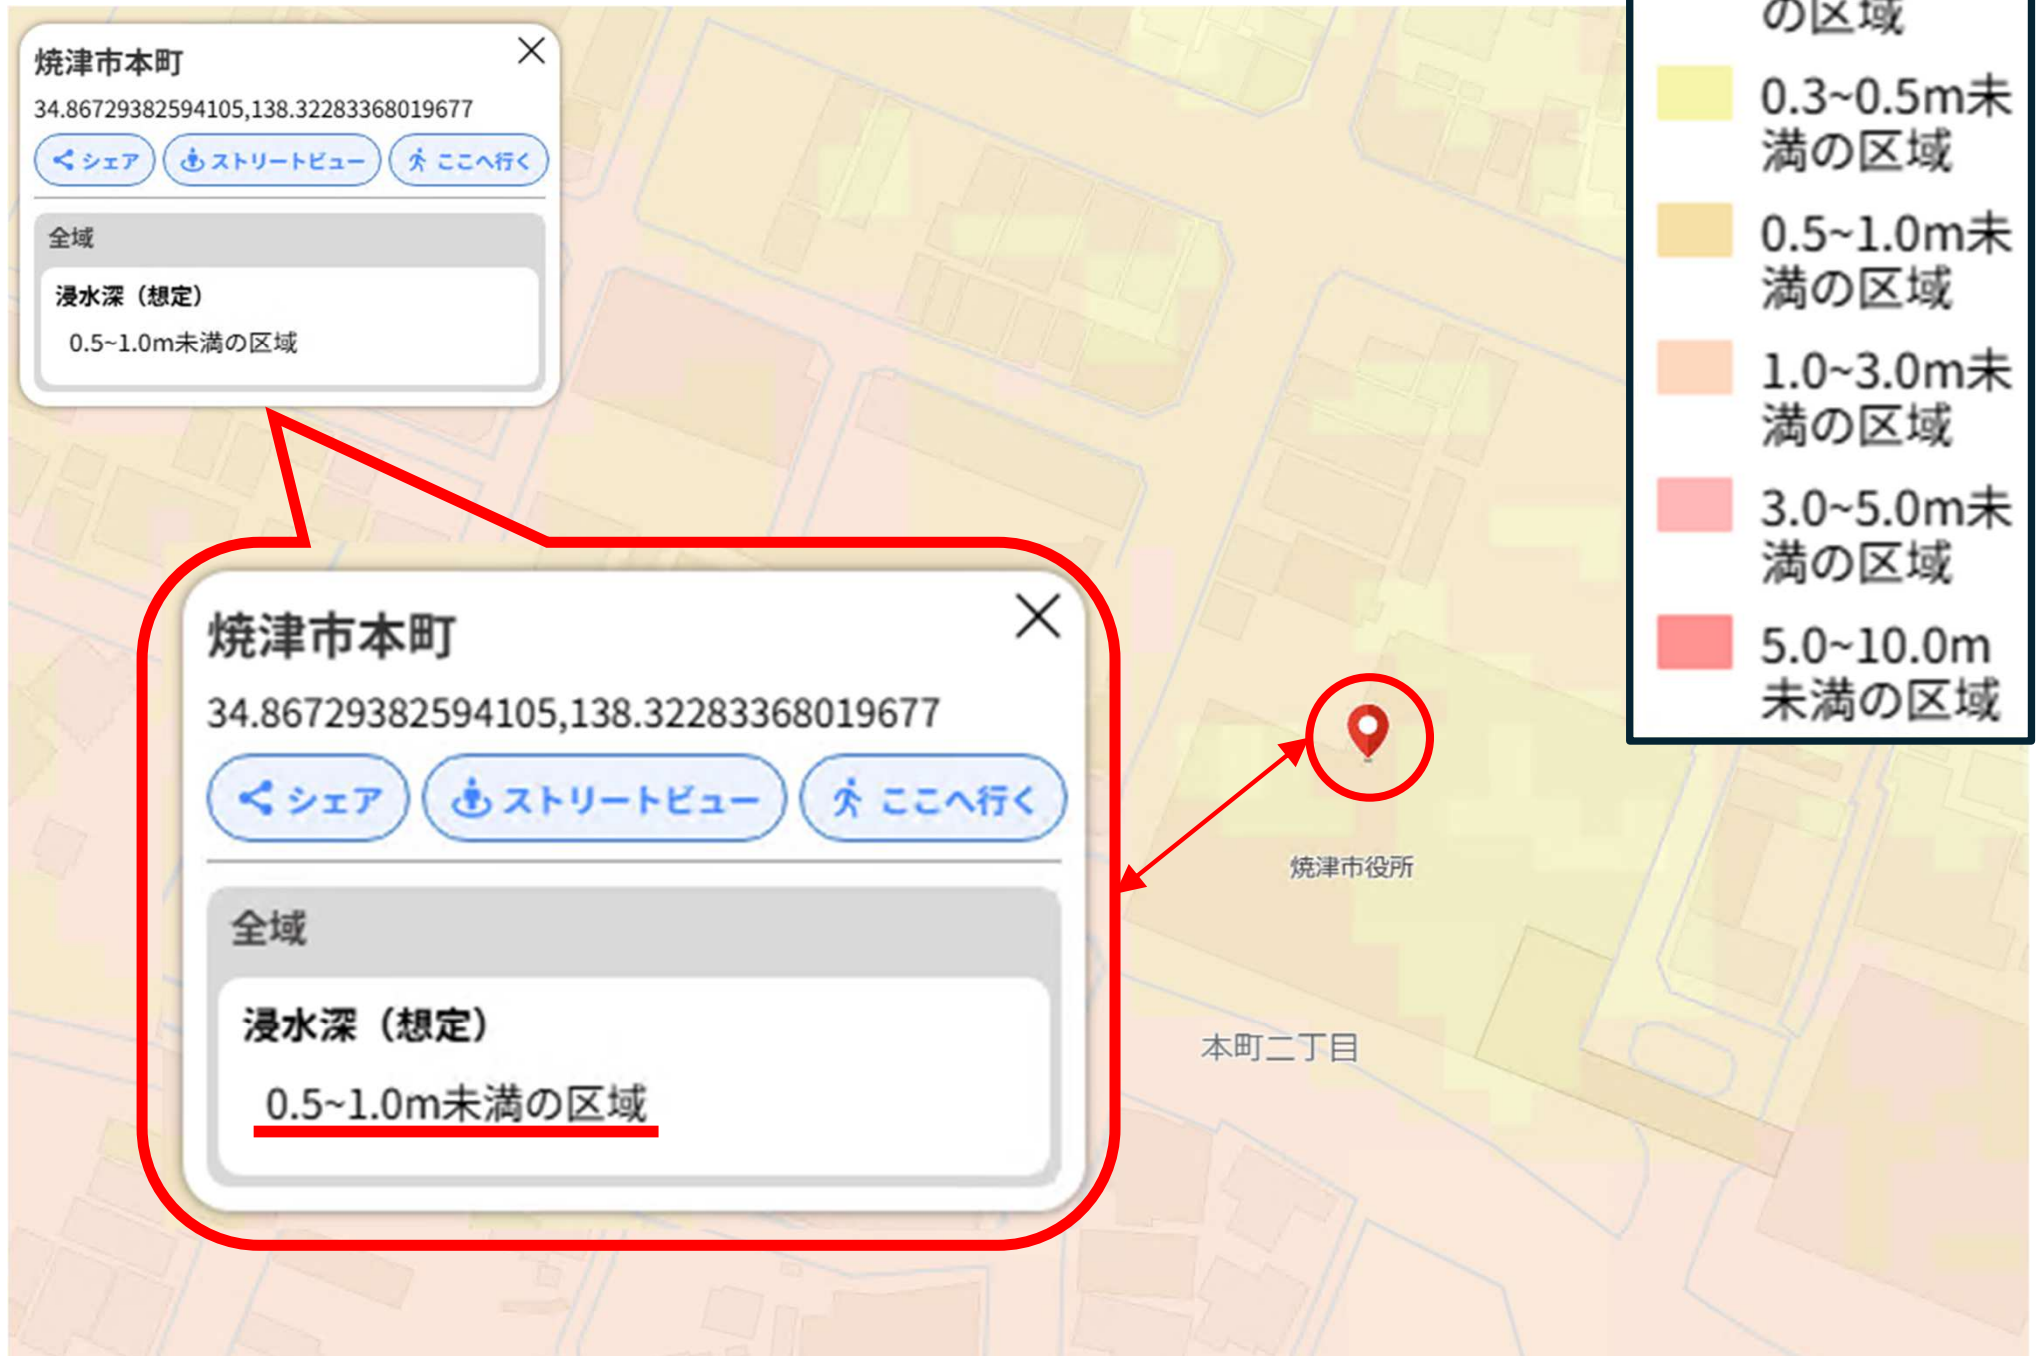 焼津市本町
34.86729382594105,138.32283368019677
シェア
ストリートビュー
ここへ行く
全域
浸水深（想定）
0.5~1.0m未満の区域
焼津市本町
34.86729382594105,138.32283368019677
シェア
ストリートビュー
ここへ行く
全域
浸水深（想定）
0.5~1.0m未満の区域
焼津市役所
本町二丁目
の区域
0.3~0.5m未
満の区域
0.5~1.0m未
満の区域
1.0~3.0m未
満の区域
3.0~5.0m未
満の区域
5.0~10.0m
未満の区域